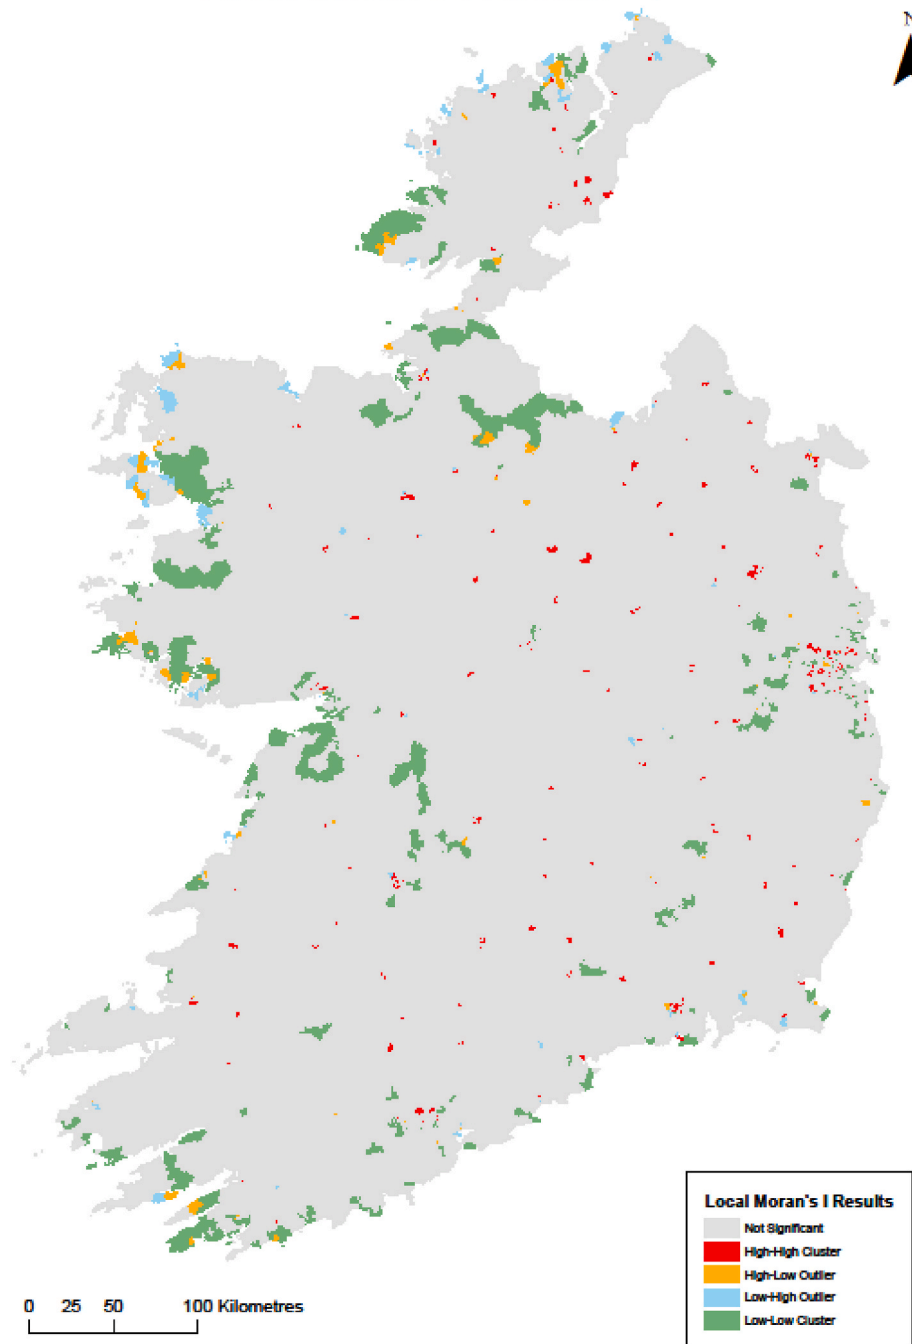 N
Local Moran's I Results
Not Significant
High-High Cluster
High-Low Outlier
Low-High Outlier
Low-Low Cluster
0 25 50 100 Kilometres